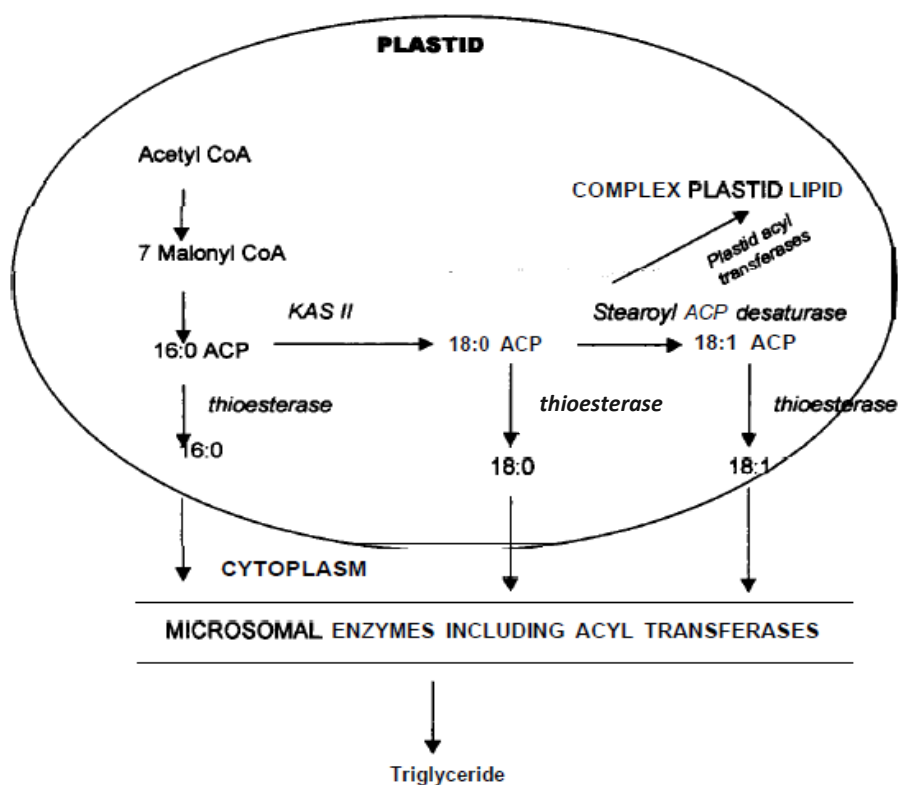 PLASTID
Acetyl CoA
COMPLEX PLASTID LIPID
Plastid acyl
transferases
7 Malonyl CoA
KAS II
Stearoyl ACP desaturase
16:0 ACP
18:0 ACP
18:1 ACP
thioesterase
thioesterase
thioesterase
16:0
18:0
18:1
CYTOPLASM
MICROSOMAL ENZYMES INCLUDING ACYL TRANSFERASES
Triglyceride